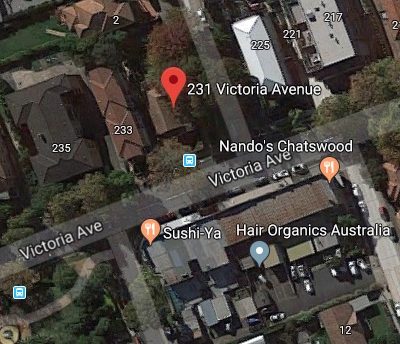 2
217
221
225
231 Victoria Avenue
233
235
Nando's Chatswood
Victoria Ave
Sushi-Ya
Hair Organics Australia
Victoria Ave
212
12